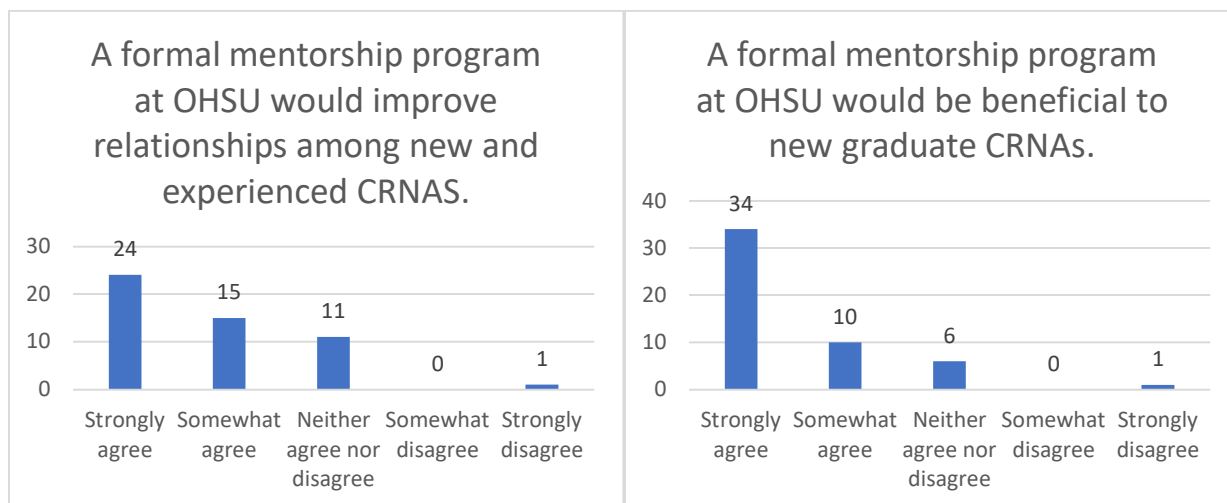 A formal mentorship program
at OHSU would improve
relationships among new and
experienced CRNAS.
30
20
10
0
24
15
11
0
1
Strongly
agree
Somewhat
agree
Neither
agree nor
disagree
Somewhat
disagree
Strongly
disagree
A formal mentorship program
at OHSU would be beneficial to
new graduate CRNAs.
40
30
20
10
0
34
10
6
0
1
Strongly
agree
Somewhat
agree
Neither
agree nor
disagree
Somewhat
disagree
Strongly
disagree